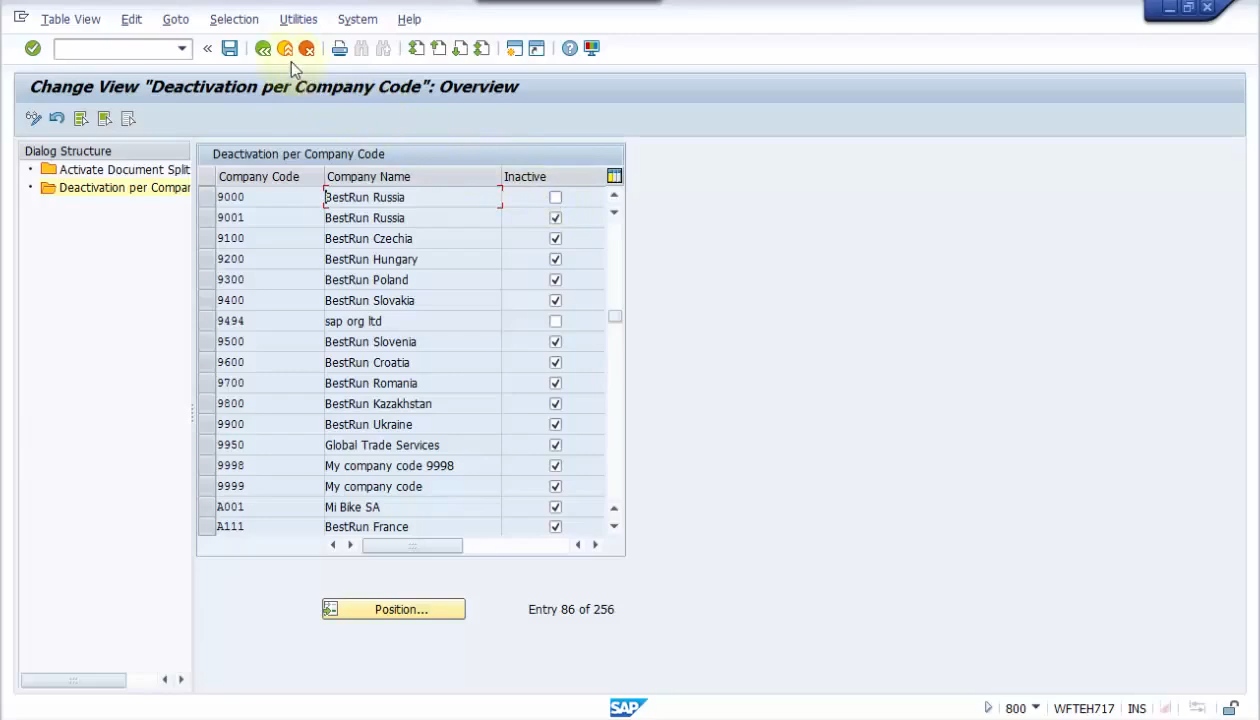 Table View Edit Goto Selection Utilities System Help
Change View "Deactivation per Company Code": Overview
Dialog Structure
Activate Document Split
Deactivation per Compar
Deactivation per Company Code
Company Code Company Name Inactive
9000 BestRun Russia
9001 BestRun Russia
9100 BestRun Czechia
9200 BestRun Hungary
9300 BestRun Poland
9400 BestRun Slovakia
9494 sap org ltd
9500 BestRun Slovenia
9600 BestRun Croatia
9700 BestRun Romania
9800 BestRun Kazakhstan
9900 BestRun Ukraine
9950 Global Trade Services
9998 My company code 9998
9999 My company code
A001 Mi Bike SA
A111 BestRun France
Position... Entry 86 of 256
SAP 800 WFTEH717 INS